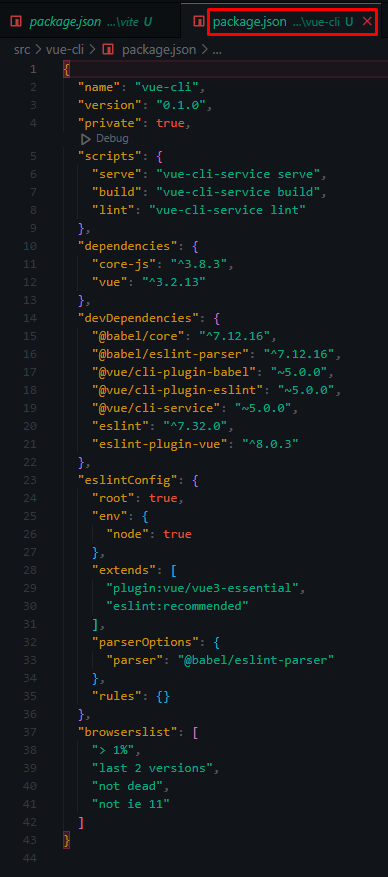 package.json ...\vite U package.json ...\vue-cli U
src > vue-cli > package.json > ...
1 {
2 "name": "vue-cli",
3 "version": "0.1.0",
4 "private": true,
Debug
5 "scripts": {
6 "serve": "vue-cli-service serve",
7 "build": "vue-cli-service build",
8 "lint": "vue-cli-service lint"
9 },
10 "dependencies": {
11 "core-js": "^3.8.3",
12 "vue": "^3.2.13"
13 },
14 "devDependencies": {
15 "@babel/core": "^7.12.16",
16 "@babel/eslint-parser": "^7.12.16",
17 "@vue/cli-plugin-babel": "~5.0.0",
18 "@vue/cli-plugin-eslint": "~5.0.0",
19 "@vue/cli-service": "~5.0.0",
20 "eslint": "^7.32.0",
21 "eslint-plugin-vue": "^8.0.3"
22 },
23 "eslintConfig": {
24 "root": true,
25 "env": {
26 "node": true
27 },
28 "extends": [
29 "plugin:vue/vue3-essential",
30 "eslint:recommended"
31 ],
32 "parserOptions": {
33 "parser": "@babel/eslint-parser"
34 },
35 "rules": {}
36 },
37 "browserslist": [
38 "> 1%",
39 "last 2 versions",
40 "not dead",
41 "not ie 11"
42 ]
43 }
44